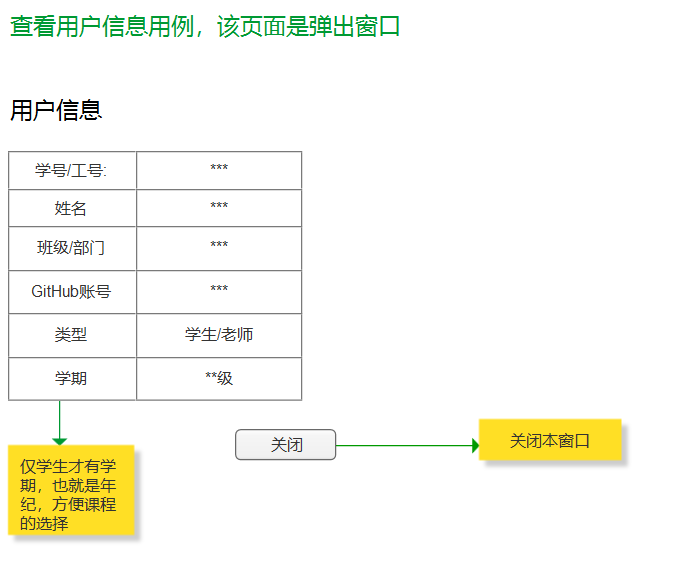 查看用户信息用例，该页面是弹出窗口
用户信息
学号/工号: ***
姓名 ***
班级/部门 ***
GitHub账号 ***
类型 学生/老师
学期 **级
关闭
关闭本窗口
仅学生才有学
期，也就是年
纪，方便课程
的选择